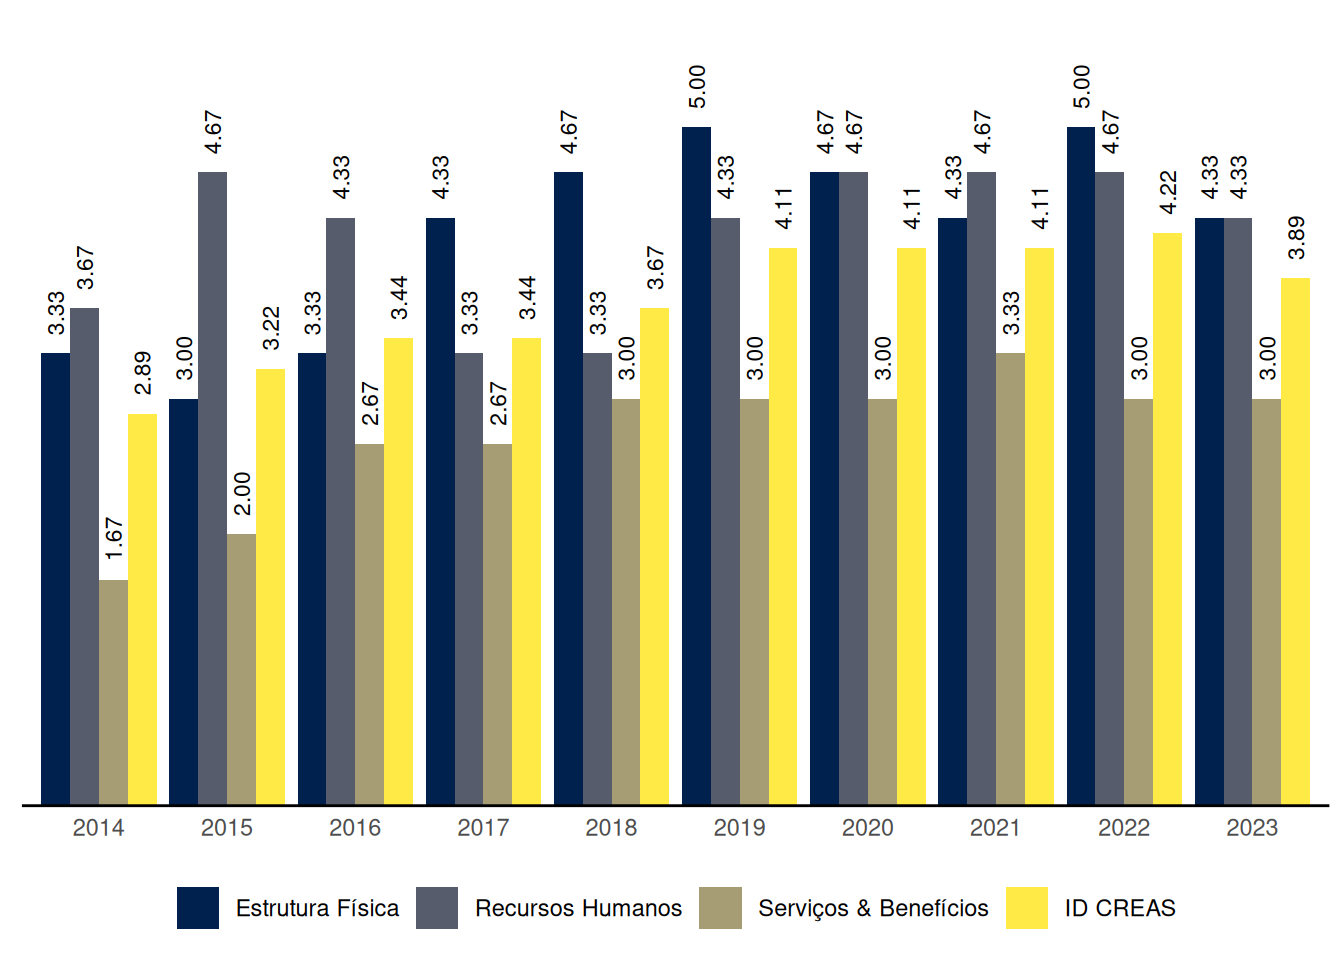 3.33 3.67 1.67 2.89
3.00 4.67 2.00 3.22
3.33 4.33 2.67 3.44
4.33 3.33 2.67 3.44
4.67 3.33 3.00 3.67
5.00 4.33 3.00 4.11
4.67 4.67 3.00 4.11
4.33 4.67 3.33 4.11
5.00 4.67 3.00 4.22
4.33 4.33 3.00 3.89
2014 2015 2016 2017 2018 2019 2020 2021 2022 2023
Estrutura Física Recursos Humanos Serviços & Benefícios ID CREAS